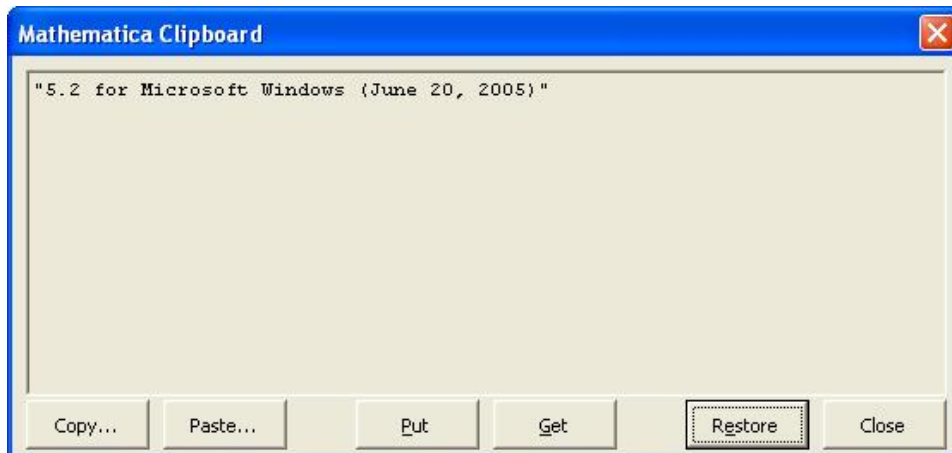 Mathematica Clipboard
"5.2 for Microsoft Windows (June 20, 2005)"
Copy... Paste... Put Get Restore Close